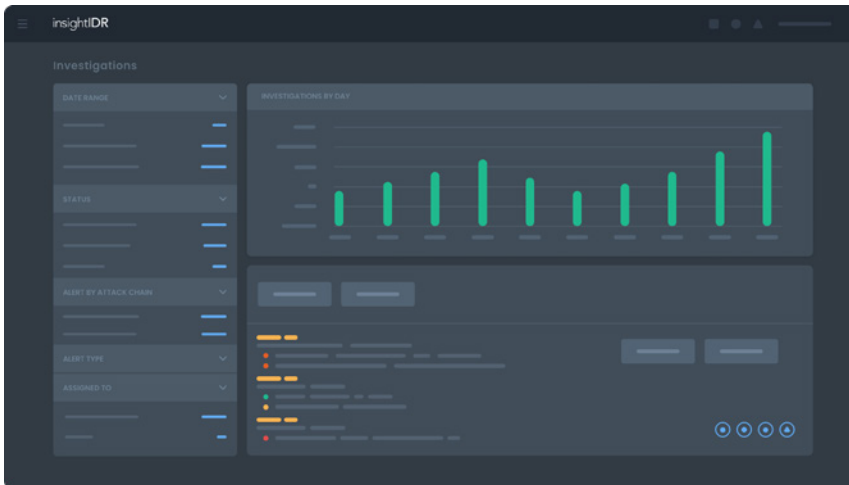 insightIDR
Investigations
DATE RANGE
INVESTIGATIONS BY DAY
STATUS
ALERT BY ATTACK CHAIN
ALERT TYPE
ASSIGNED TO